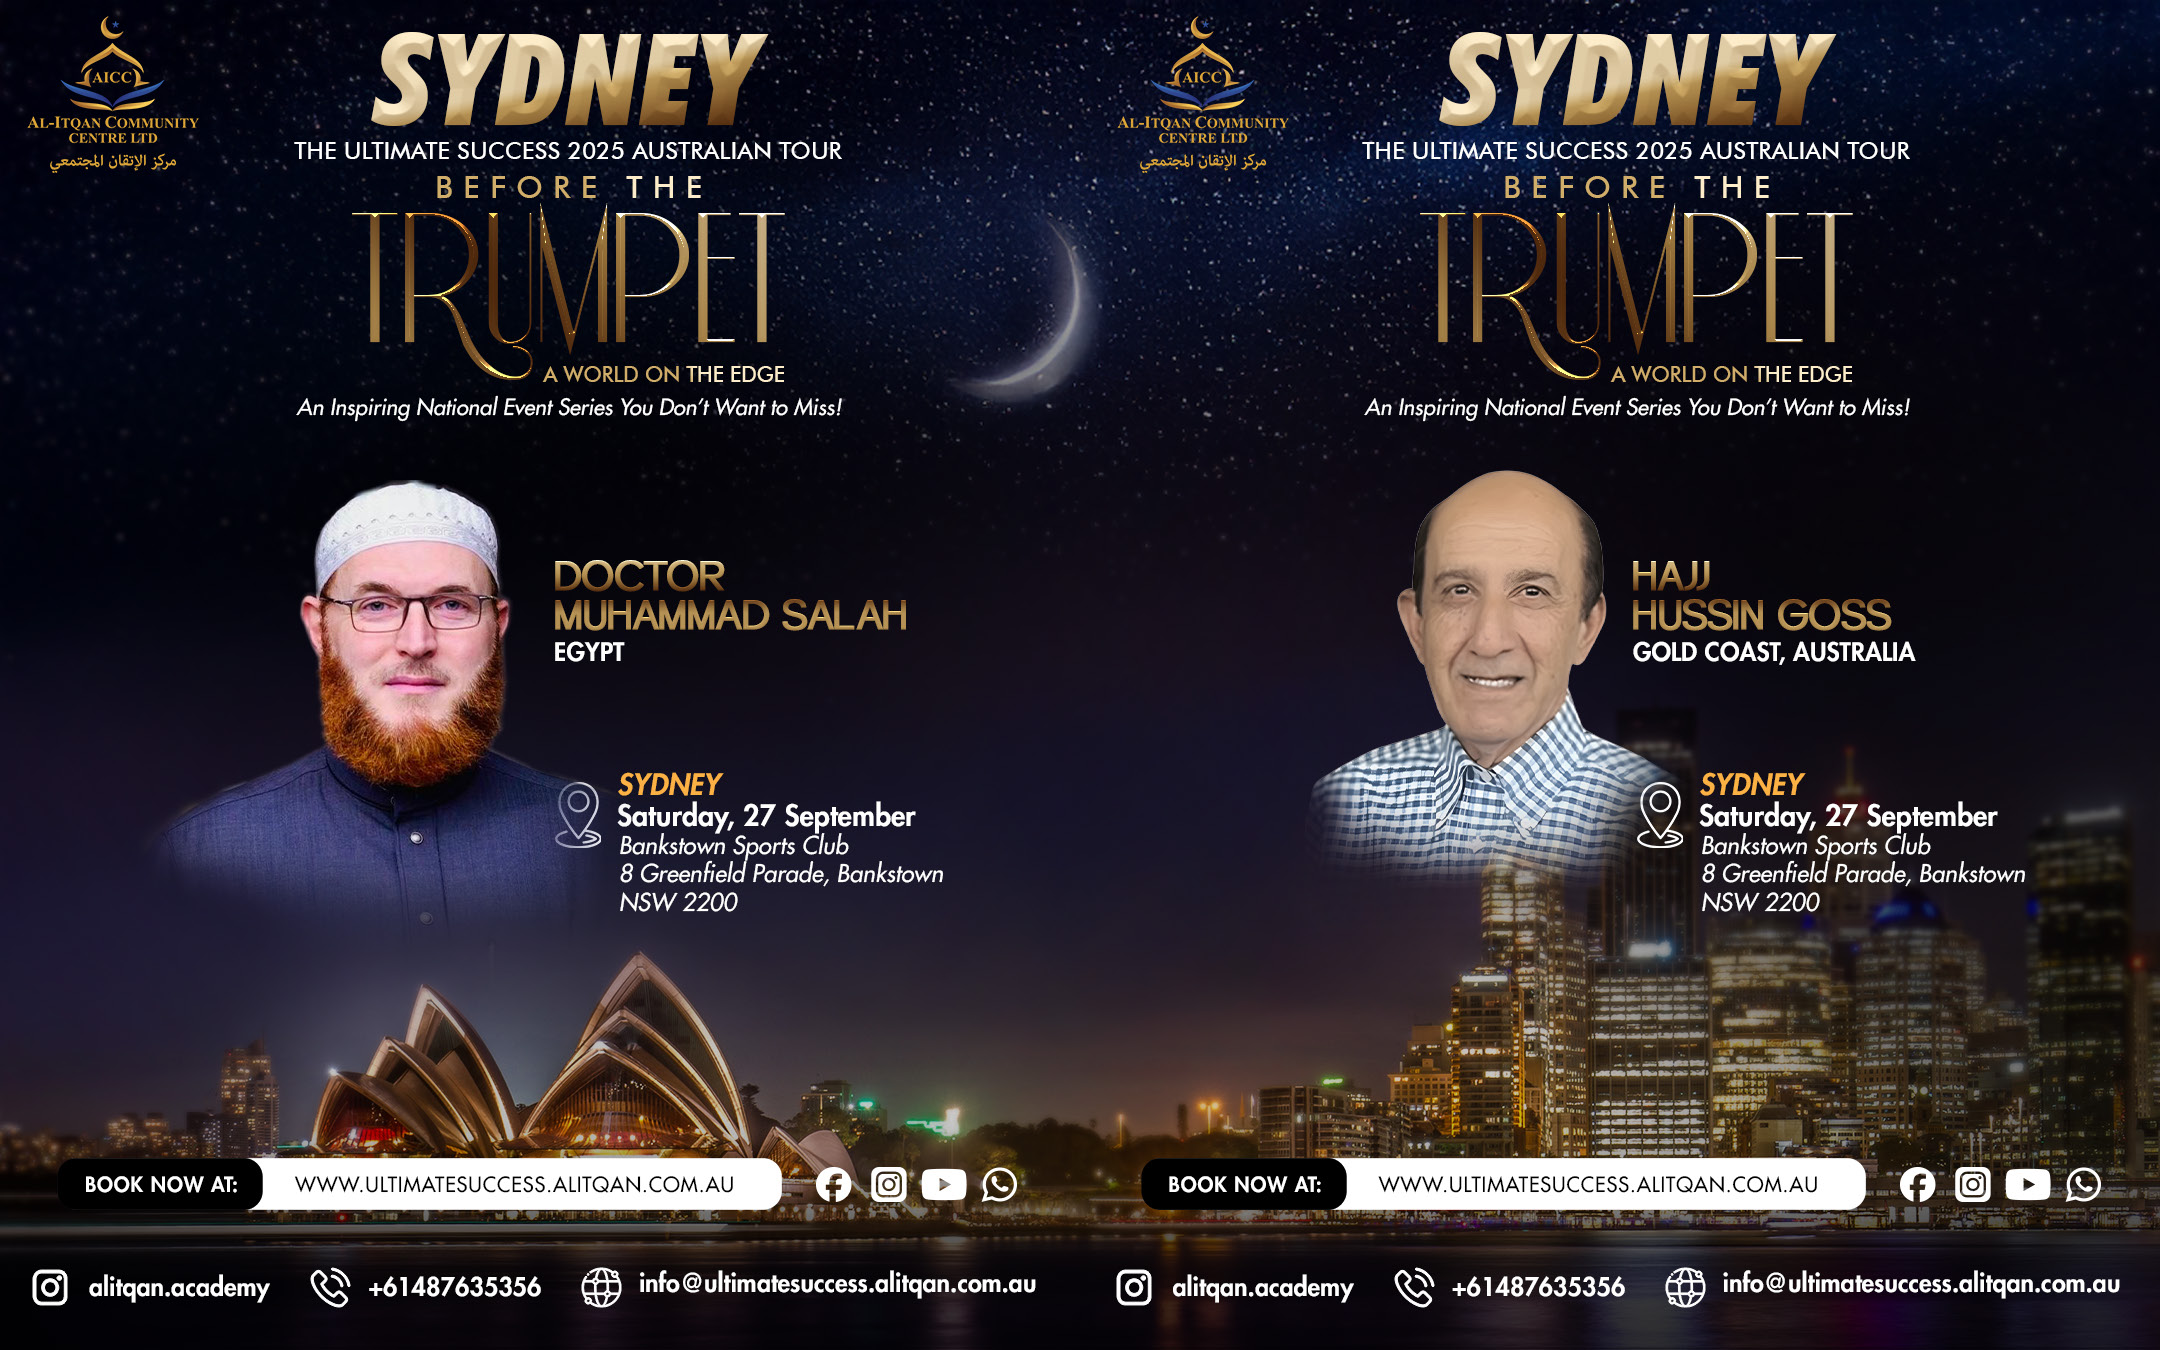 AICC
AL-ITQAN COMMUNITY
CENTRE LTD
مركز الإتقان المجتمعي
SYDNEY
THE ULTIMATE SUCCESS 2025 AUSTRALIAN TOUR
BEFORE THE
TRUMPET
A WORLD ON THE EDGE
An Inspiring National Event Series You Don't Want to Miss!
DOCTOR
MUHAMMAD SALAH
EGYPT
SYDNEY
Saturday, 27 September
Bankstown Sports Club
8 Greenfield Parade, Bankstown
NSW 2200
BOOK NOW AT: WWW.ULTIMATESUCCESS.ALITQAN.COM.AU
alitqan.academy +61487635356 info@ultimatesuccess.alitqan.com.au
AICC
AL-ITQAN COMMUNITY
CENTRE LTD
مركز الإتقان المجتمعي
SYDNEY
THE ULTIMATE SUCCESS 2025 AUSTRALIAN TOUR
BEFORE THE
TRUMPET
A WORLD ON THE EDGE
An Inspiring National Event Series You Don't Want to Miss!
HAJJ
HUSSIN GOSS
GOLD COAST, AUSTRALIA
SYDNEY
Saturday, 27 September
Bankstown Sports Club
8 Greenfield Parade, Bankstown
NSW 2200
BOOK NOW AT: WWW.ULTIMATESUCCESS.ALITQAN.COM.AU
alitqan.academy +61487635356 info@ultimatesuccess.alitqan.com.au